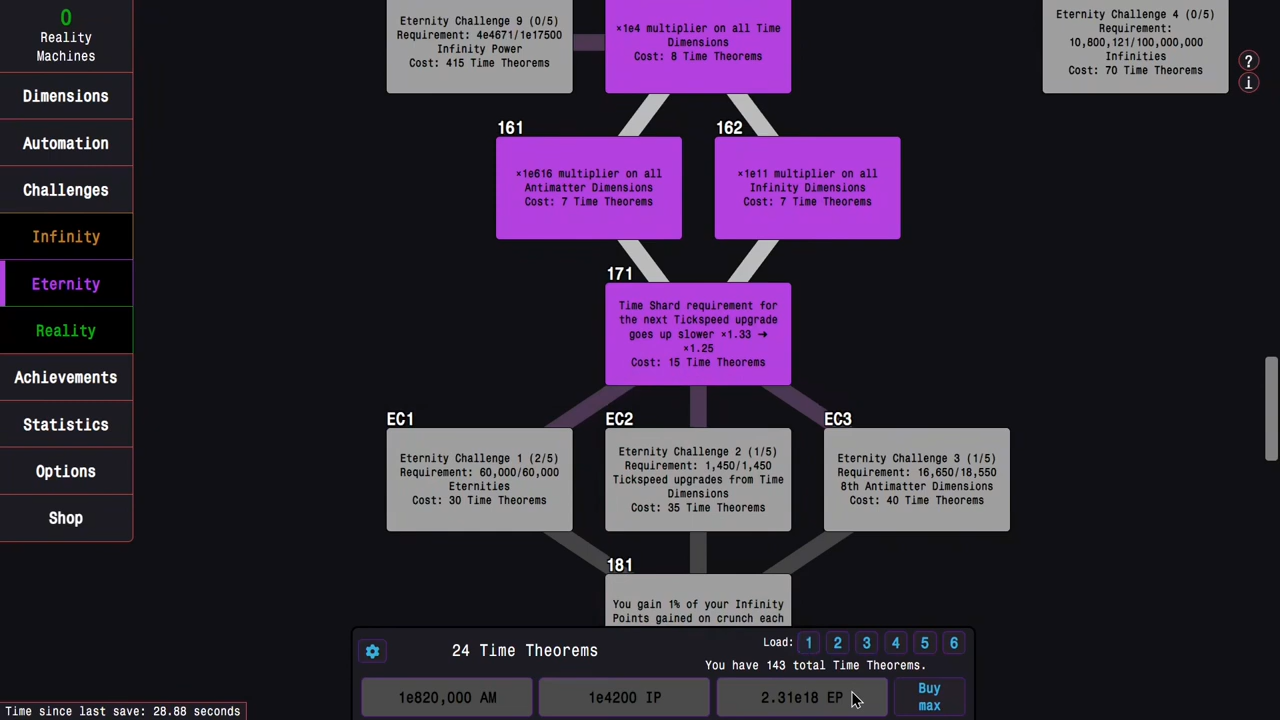 0
Reality
Machines
Dimensions
Automation
Challenges
Infinity
Eternity
Reality
Achievements
Statistics
Options
Shop
Time since last save: 28.88 seconds
Eternity Challenge 9 (0/5)
Requirement: 4e4671/1e17500
Infinity Power
Cost: 415 Time Theorems
×1e4 multiplier on all Time
Dimensions
Cost: 8 Time Theorems
Eternity Challenge 4 (0/5)
Requirement:
10,800,121/100,000,000
Infinities
Cost: 70 Time Theorems
?
i
161
×1e616 multiplier on all
Antimatter Dimensions
Cost: 7 Time Theorems
162
×1e11 multiplier on all
Infinity Dimensions
Cost: 7 Time Theorems
171
Time Shard requirement for
the next Tickspeed upgrade
goes up slower ×1.33 ➜
×1.25
Cost: 15 Time Theorems
EC1
Eternity Challenge 1 (2/5)
Requirement: 60,000/60,000
Eternities
Cost: 30 Time Theorems
EC2
Eternity Challenge 2 (1/5)
Requirement: 1,450/1,450
Tickspeed upgrades from Time
Dimensions
Cost: 35 Time Theorems
EC3
Eternity Challenge 3 (1/5)
Requirement: 16,650/18,550
8th Antimatter Dimensions
Cost: 40 Time Theorems
181
You gain 1% of your Infinity
Points gained on crunch each
24 Time Theorems
Load: 1 2 3 4 5 6
You have 143 total Time Theorems.
1e820,000 AM
1e4200 IP
2.31e18 EP
Buy
max